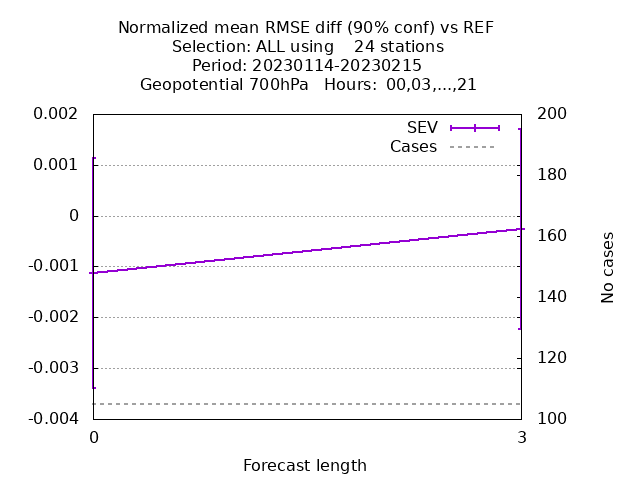 Normalized mean RMSE diff (90% conf) vs REF
Selection: ALL using    24 stations
Period: 20230114-20230215
Geopotential 700hPa   Hours:  00,03,...,21
SEV
Cases
0.002
0.001
0
-0.001
-0.002
-0.003
-0.004
200
180
160
140
120
100
No cases
0
3
Forecast length